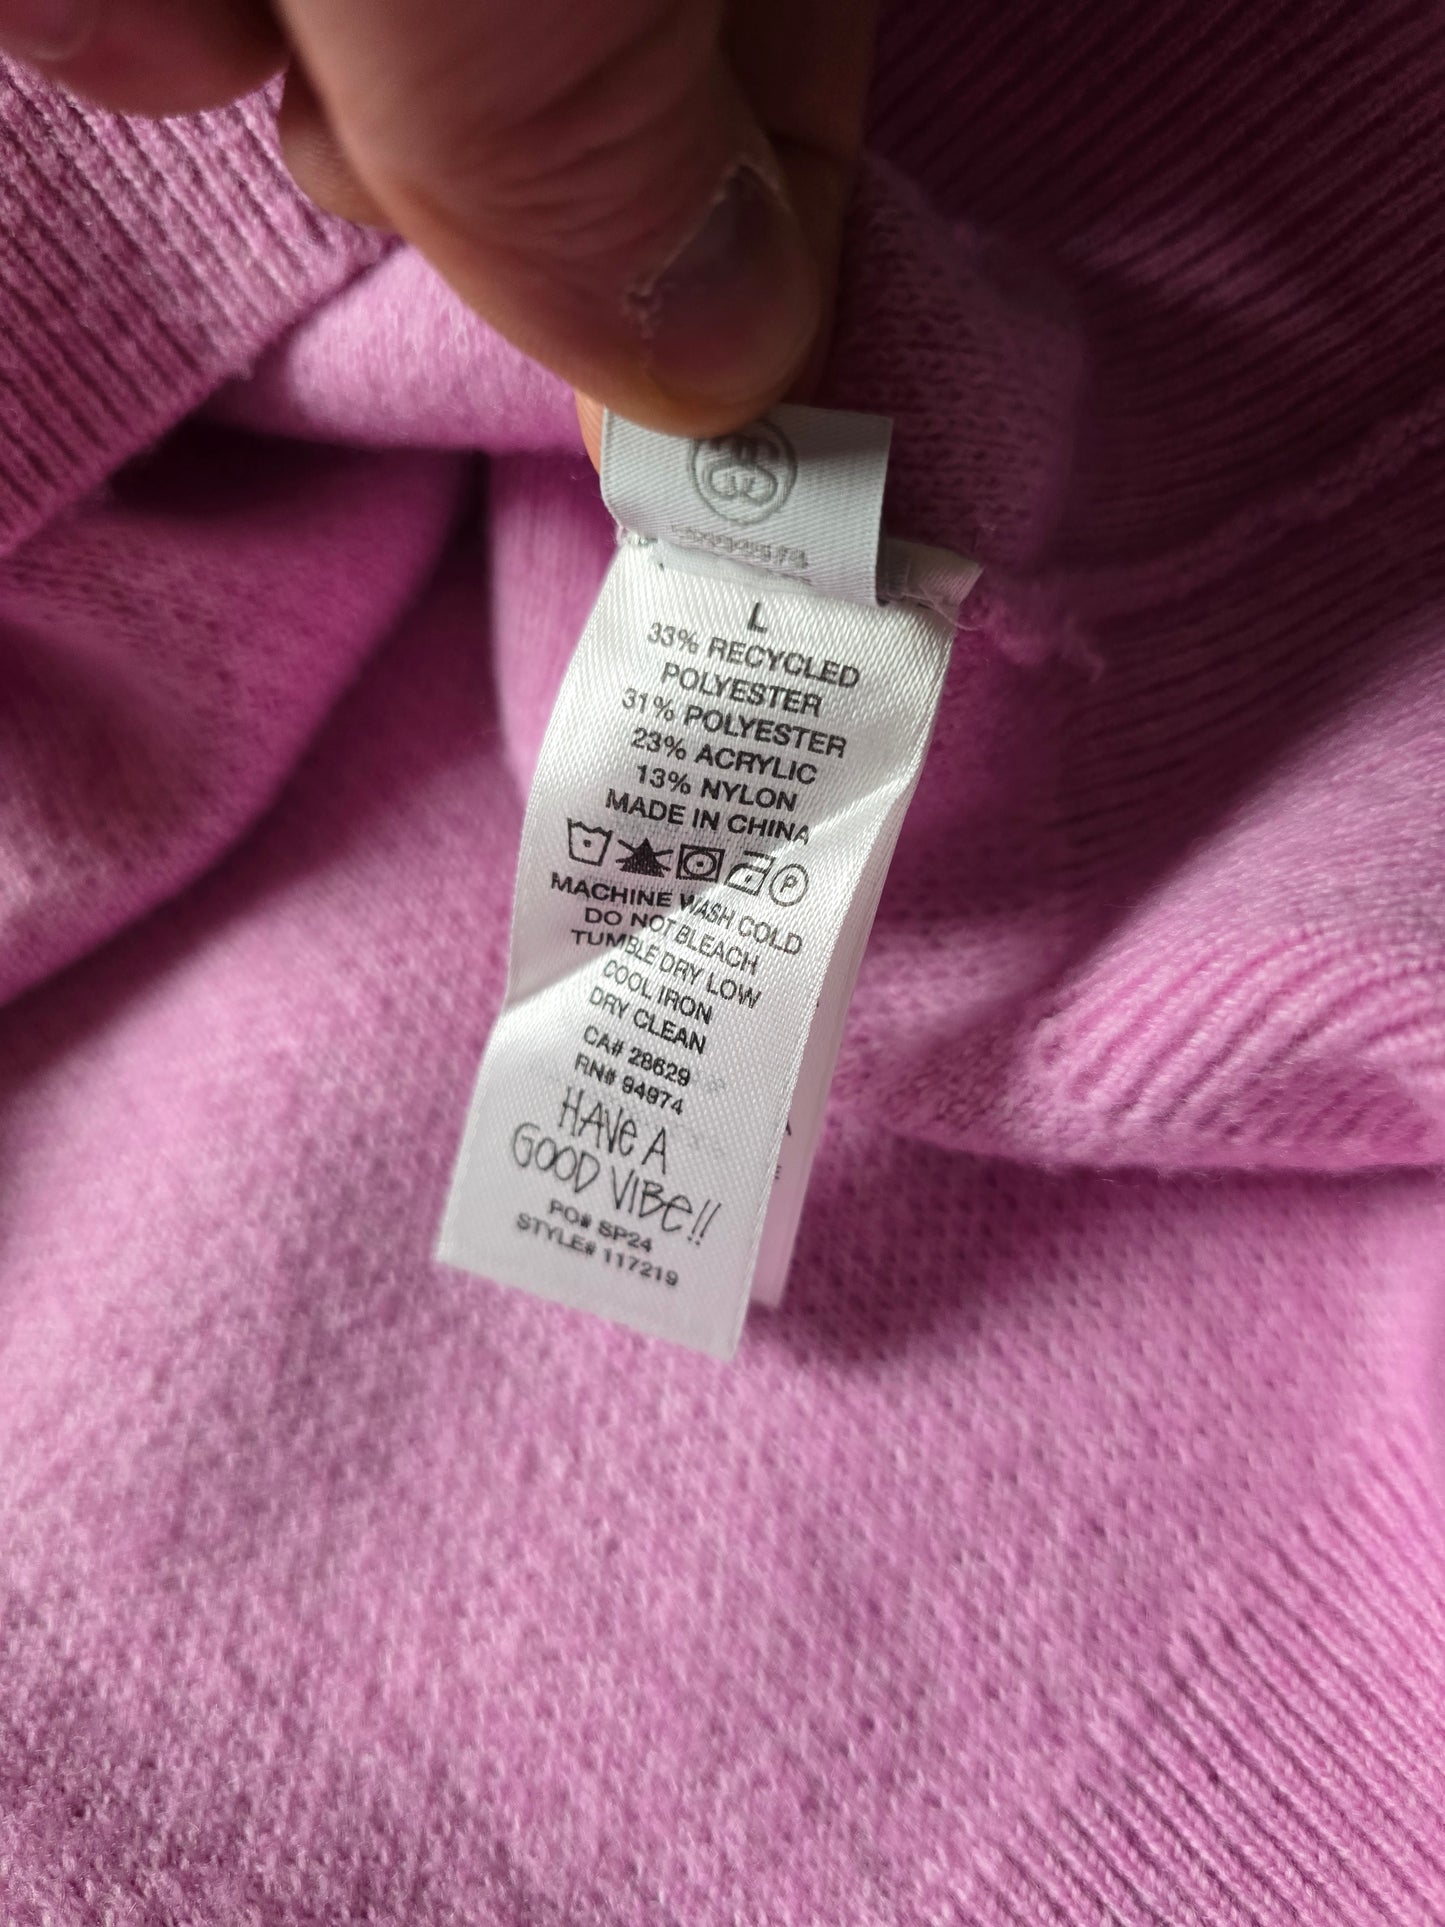 L
33% RECYCLED
POLYESTER
31% POLYESTER
23% ACRYLIC
13% NYLON
MADE IN CHINA
P
MACHINE WASH COLD
DO NOT BLEACH
TUMBLE DRY LOW
COOL IRON
DRY CLEAN
CA# 28629
RN# 94974
HAVE A
GOOD VIBE!!
PO# SP24
STYLE# 117219